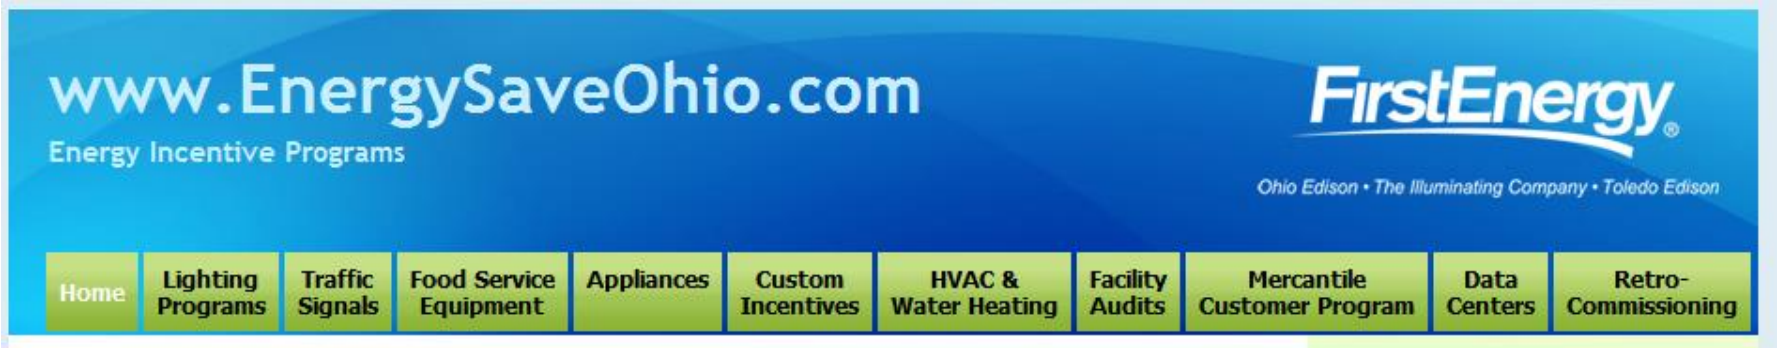 www.EnergySaveOhio.com
Energy Incentive Programs
FirstEnergy®
Ohio Edison • The Illuminating Company • Toledo Edison
Home
Lighting
Programs
Traffic
Signals
Food Service
Equipment
Appliances
Custom
Incentives
HVAC &
Water Heating
Facility
Audits
Mercantile
Customer Program
Data
Centers
Retro-
Commissioning